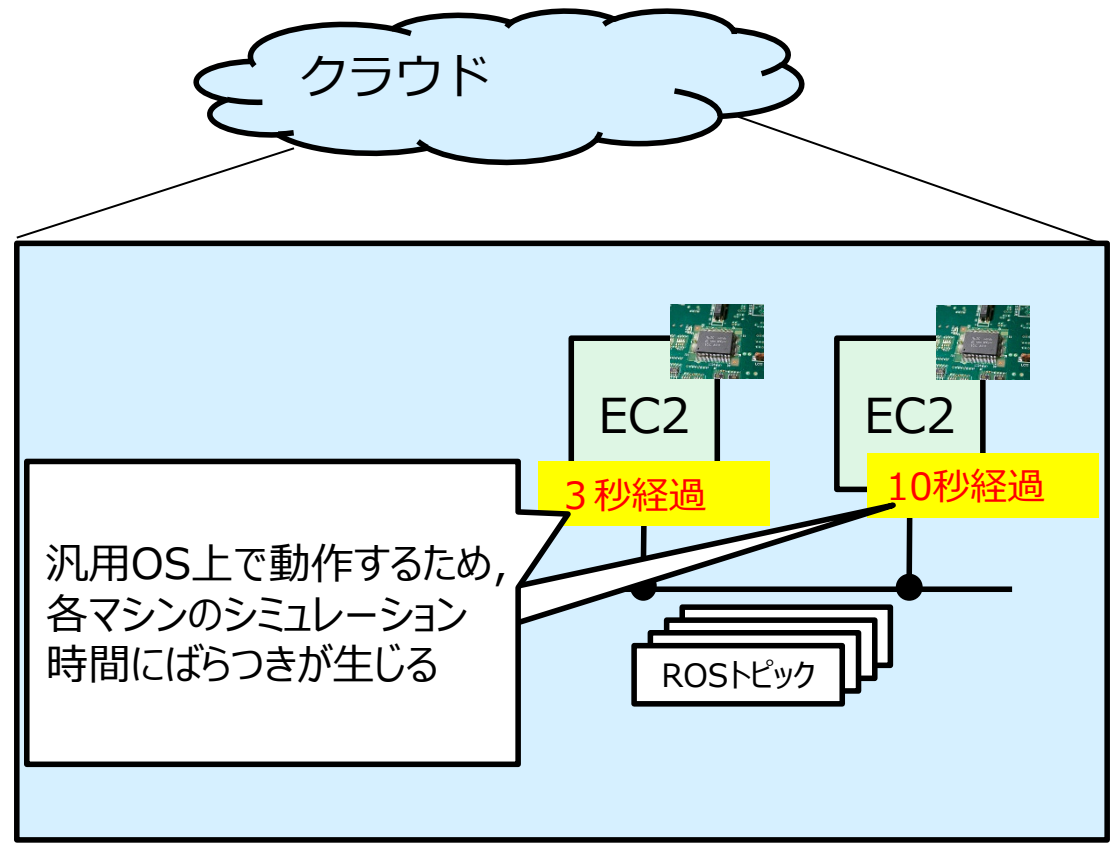 クラウド
EC2
EC2
３秒経過
10秒経過
汎用OS上で動作するため,
各マシンのシミュレーション
時間にばらつきが生じる
ROSトピック